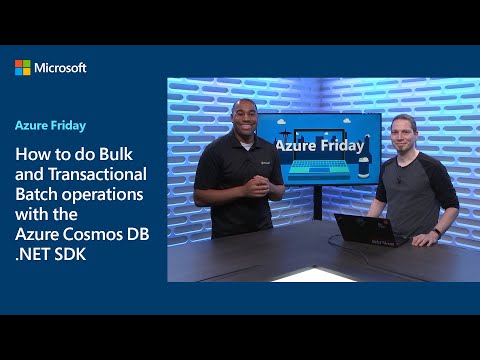 Microsoft
Azure Friday
How to do Bulk
and Transactional
Batch operations
with the
Azure Cosmos DB
.NET SDK
Azure Friday